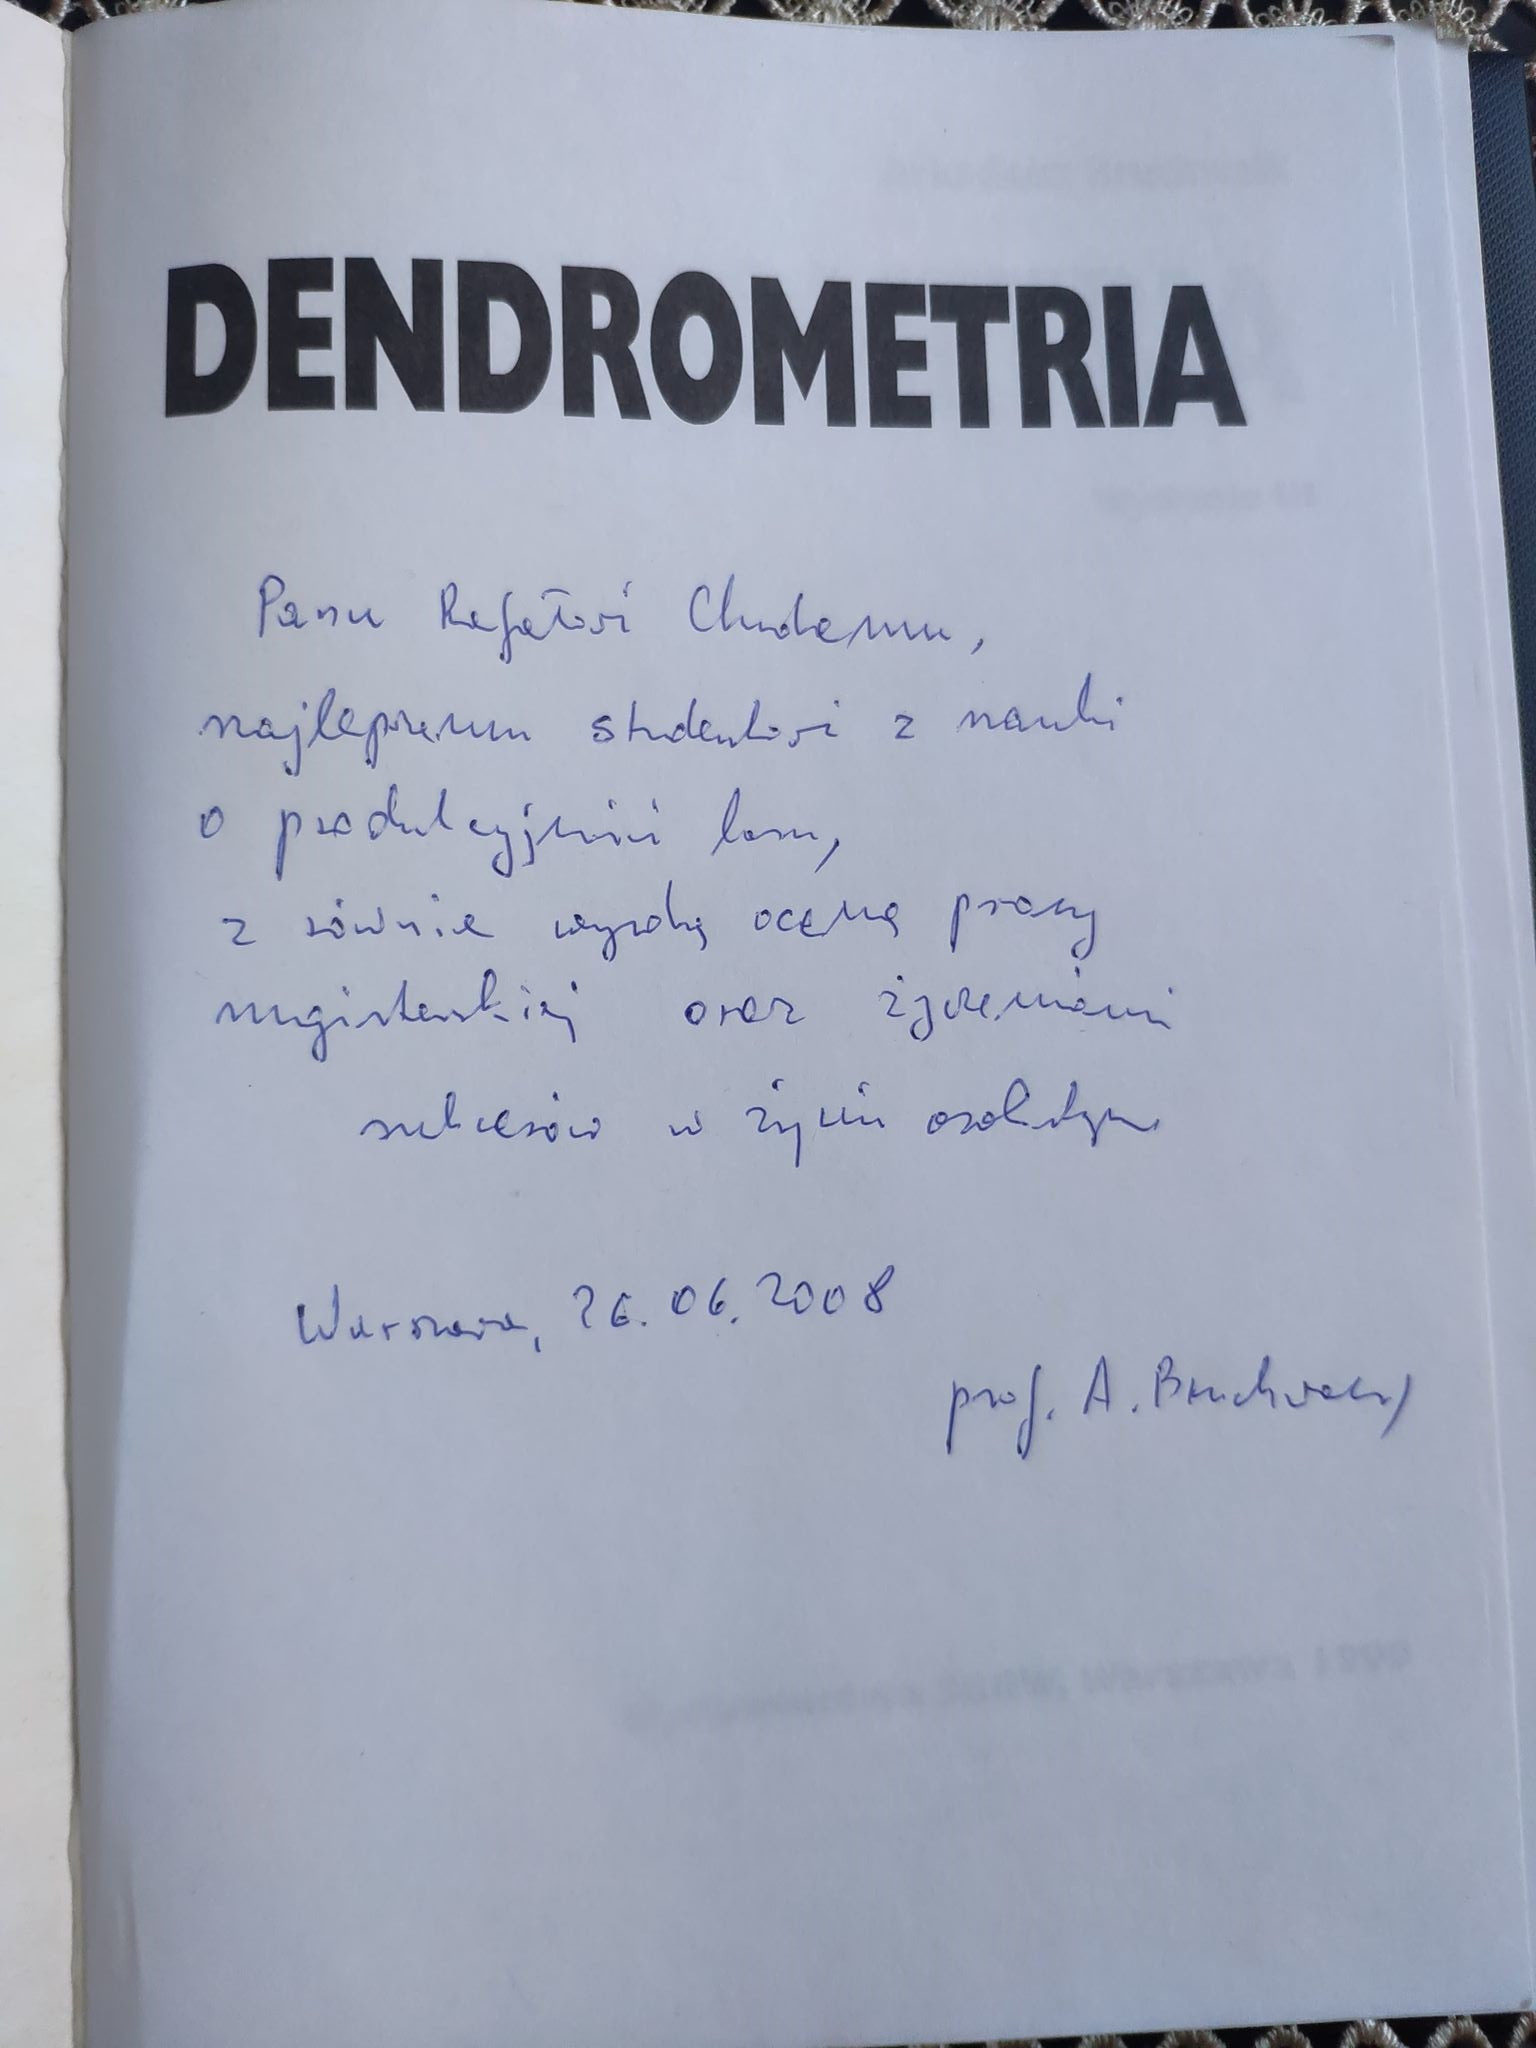 DENDROMETRIA
Panu Rafałowi Chudemu,
najlepszemu studentowi z nauki
o produkcyjności lasu,
z równie wysoką oceną pracy
magisterskiej oraz życzeniami
sukcesów w życiu osobistym
Warszawa, 26.06.2008
prof. A. Bruchwald